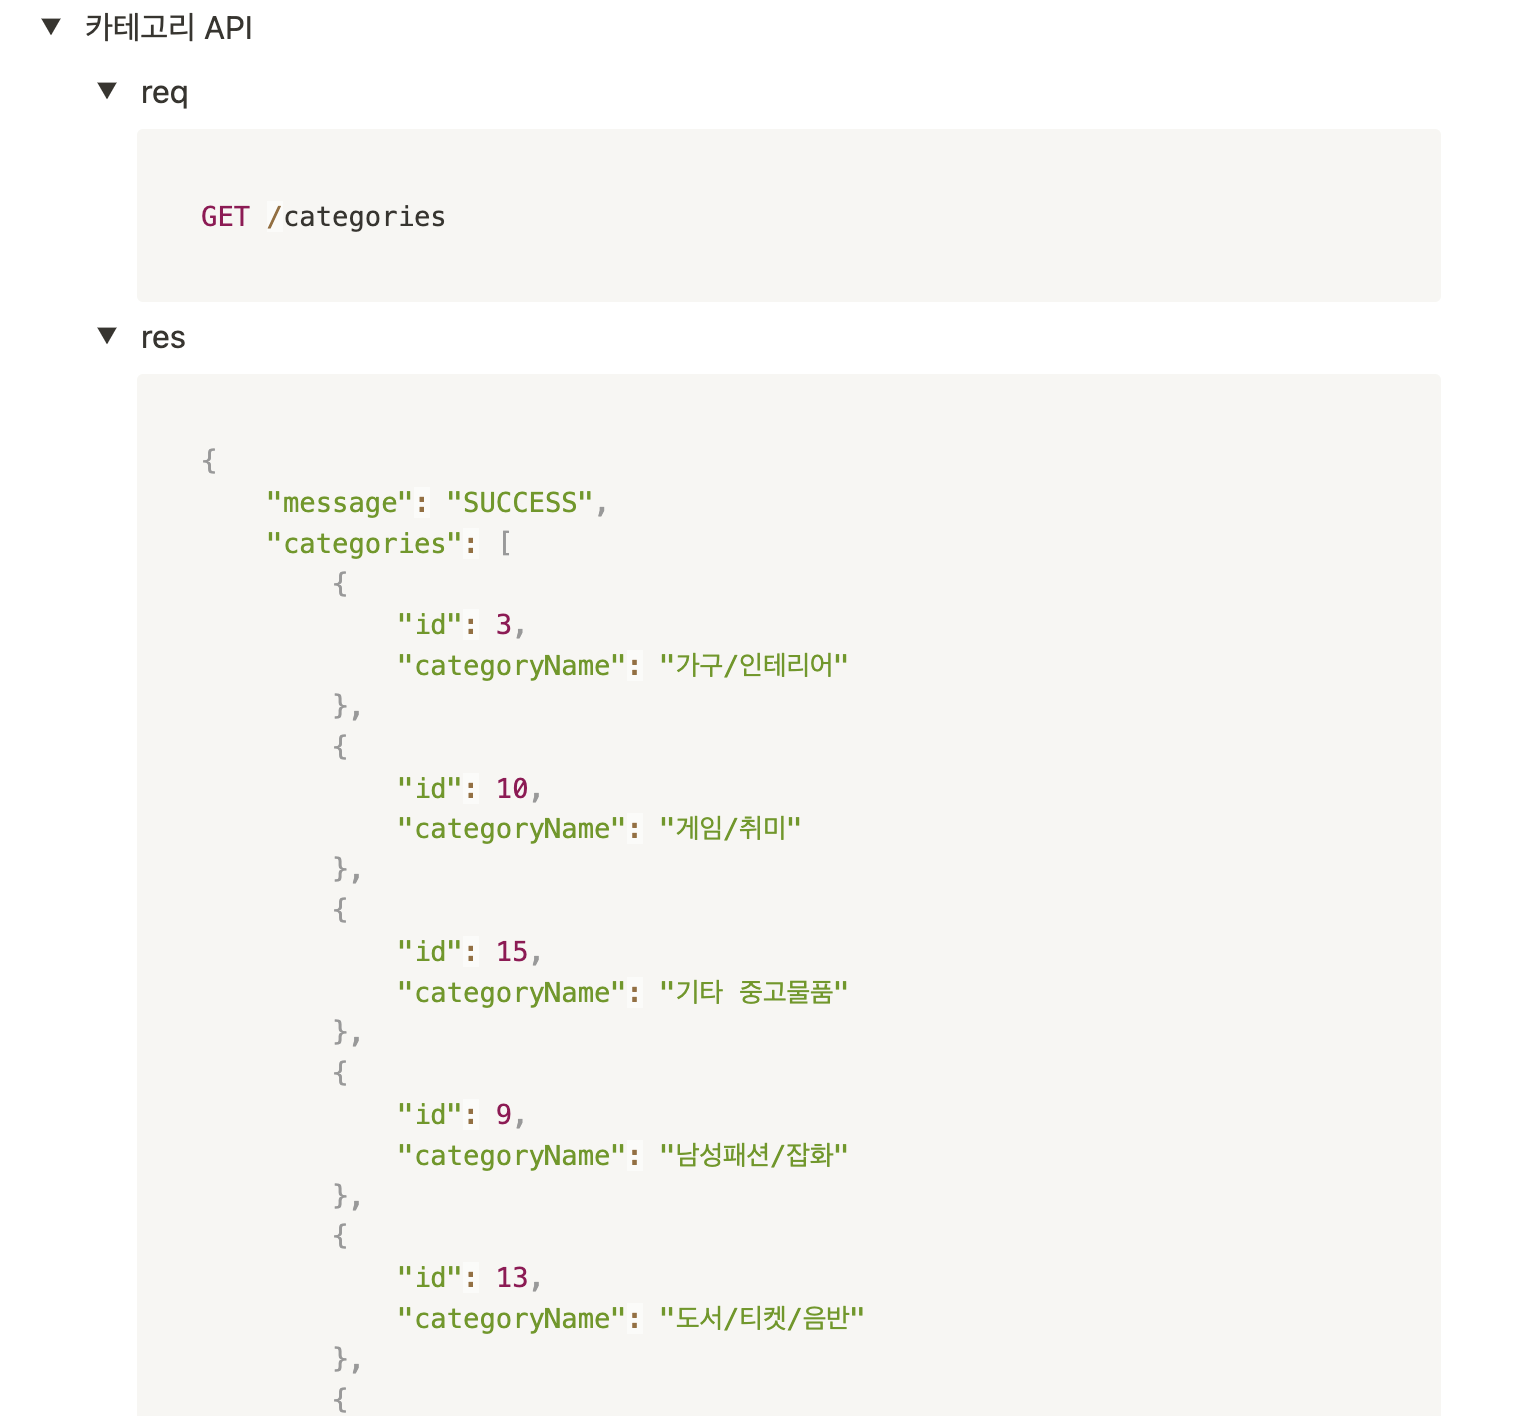 ▼ 카테고리 API
▼ req
GET /categories
▼ res
{
    "message": "SUCCESS",
    "categories": [
        {
            "id": 3,
            "categoryName": "가구/인테리어"
        },
        {
            "id": 10,
            "categoryName": "게임/취미"
        },
        {
            "id": 15,
            "categoryName": "기타 중고물품"
        },
        {
            "id": 9,
            "categoryName": "남성패션/잡화"
        },
        {
            "id": 13,
            "categoryName": "도서/티켓/음반"
        },
        {